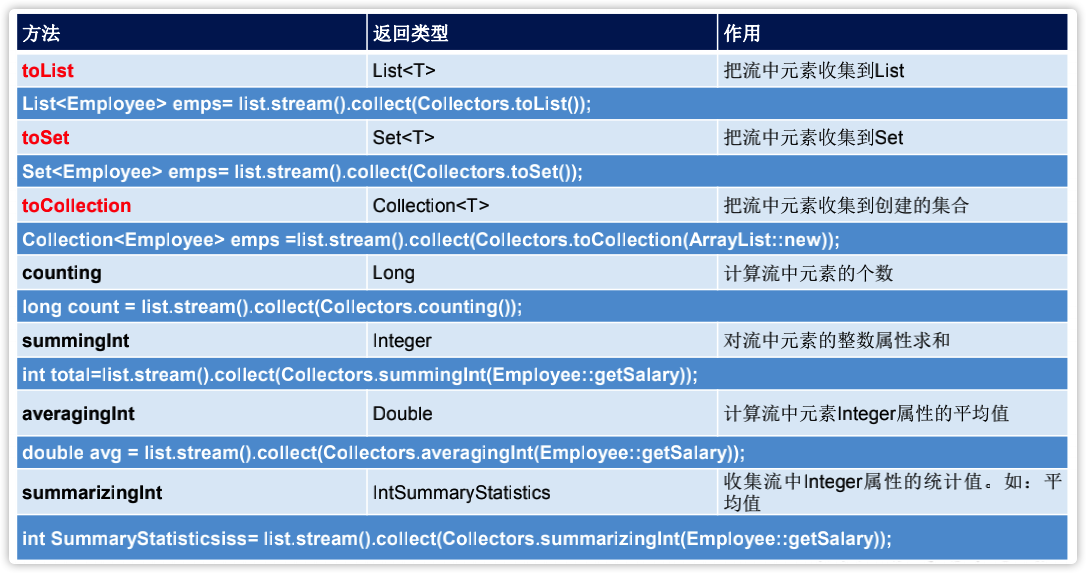 方法 返回类型 作用
toList List<T> 把流中元素收集到List
List<Employee> emps= list.stream().collect(Collectors.toList());
toSet Set<T> 把流中元素收集到Set
Set<Employee> emps= list.stream().collect(Collectors.toSet());
toCollection Collection<T> 把流中元素收集到创建的集合
Collection<Employee> emps =list.stream().collect(Collectors.toCollection(ArrayList::new));
counting Long 计算流中元素的个数
long count = list.stream().collect(Collectors.counting());
summingInt Integer 对流中元素的整数属性求和
int total=list.stream().collect(Collectors.summingInt(Employee::getSalary));
averagingInt Double 计算流中元素Integer属性的平均值
double avg = list.stream().collect(Collectors.averagingInt(Employee::getSalary));
summarizingInt IntSummaryStatistics 收集流中Integer属性的统计值。如：平
均值
int SummaryStatisticsiss= list.stream().collect(Collectors.summarizingInt(Employee::getSalary));